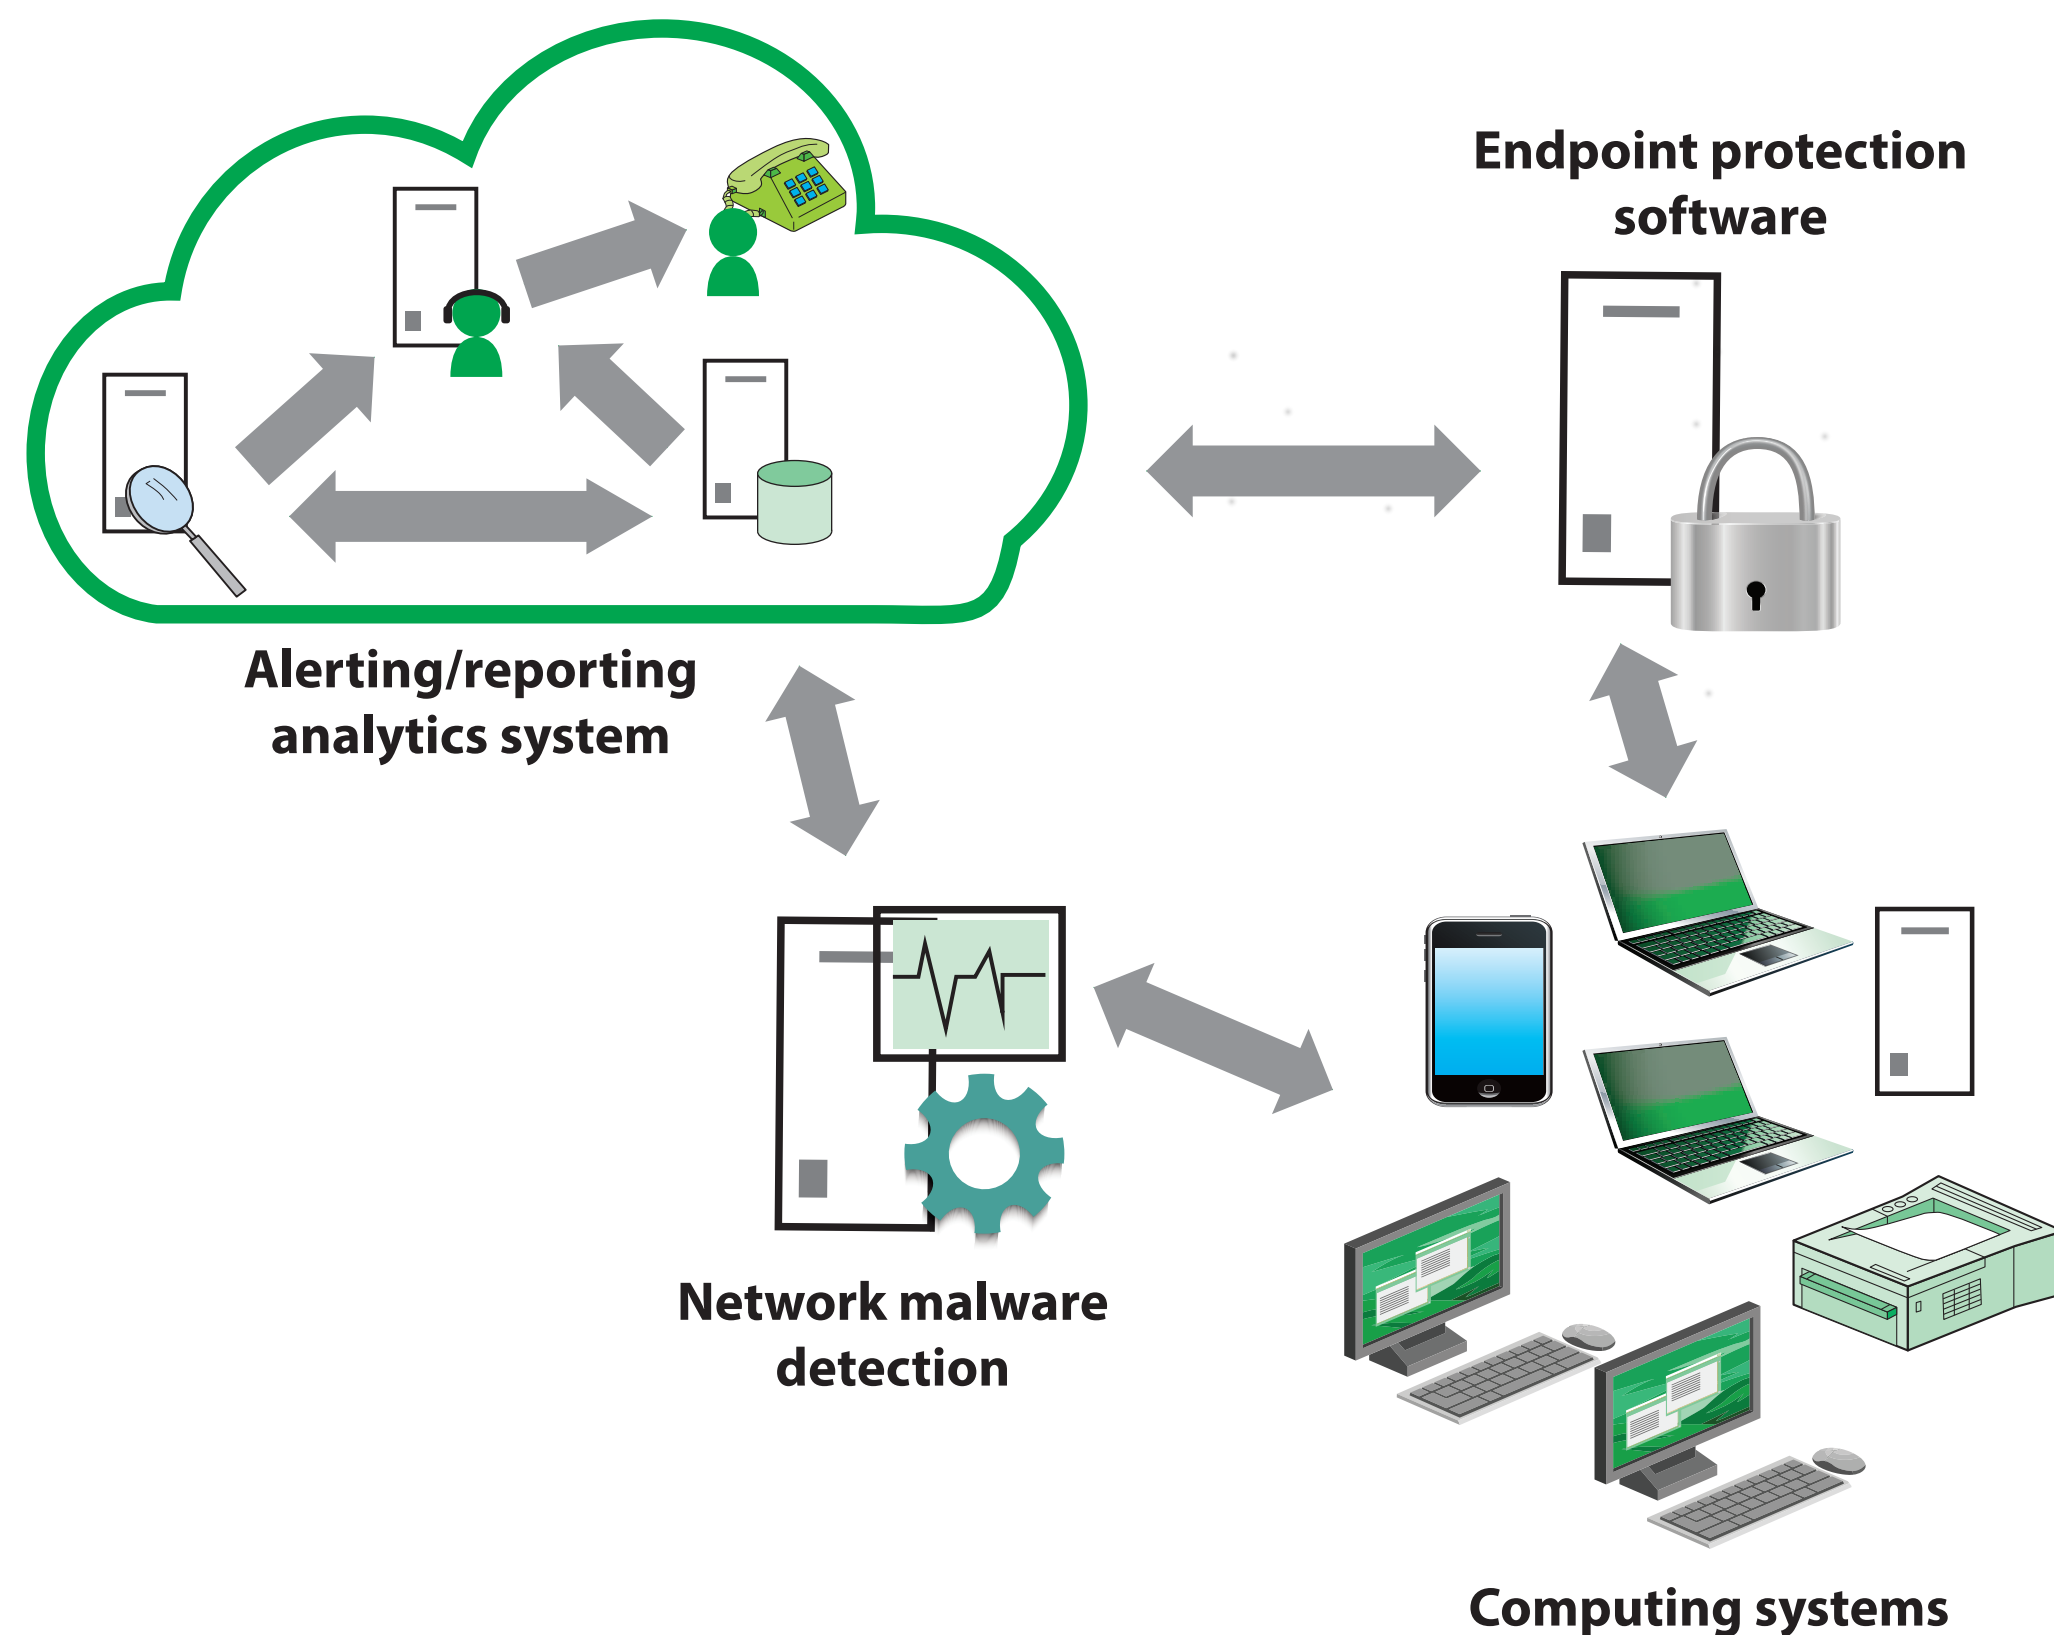 Endpoint protection
software
Alerting/reporting
analytics system
Network malware
detection
Computing systems